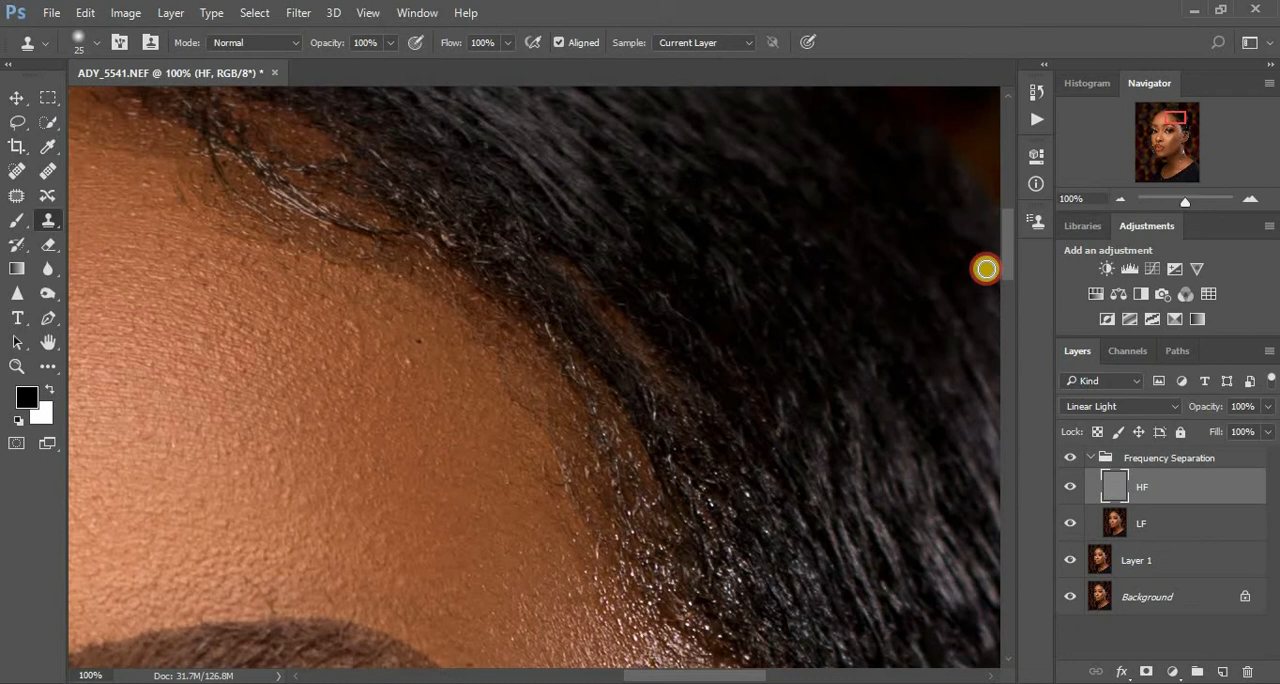 Ps File Edit Image Layer Type Select Filter 3D View Window Help
25 Mode: Normal Opacity: 100% Flow: 100% Aligned Sample: Current Layer
ADY_5541.NEF @ 100% (HF, RGB/8*) * ×
Histogram Navigator
100%
Libraries Adjustments
Add an adjustment
Layers Channels Paths
Kind
Linear Light Opacity: 100%
Lock: Fill: 100%
Frequency Separation
HF
LF
Layer 1
Background
100% Doc: 31.7M/126.8M